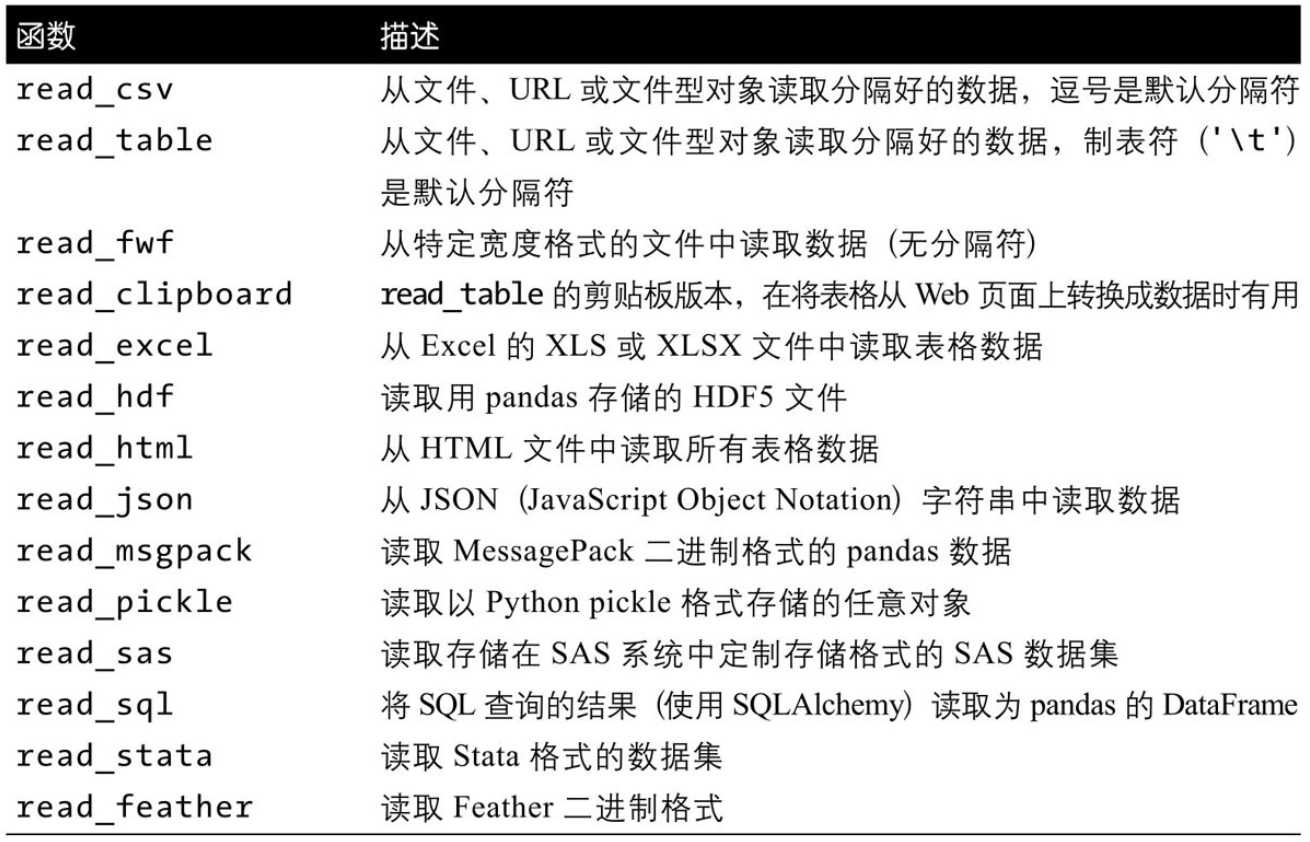 函数 描述
read_csv 从文件、URL 或文件型对象读取分隔好的数据，逗号是默认分隔符
read_table 从文件、URL 或文件型对象读取分隔好的数据，制表符（'\t'）
是默认分隔符
read_fwf 从特定宽度格式的文件中读取数据（无分隔符）
read_clipboard read_table 的剪贴板版本，在将表格从 Web 页面上转换成数据时有用
read_excel 从 Excel 的 XLS 或 XLSX 文件中读取表格数据
read_hdf 读取用 pandas 存储的 HDF5 文件
read_html 从 HTML 文件中读取所有表格数据
read_json 从 JSON（JavaScript Object Notation）字符串中读取数据
read_msgpack 读取 MessagePack 二进制格式的 pandas 数据
read_pickle 读取以 Python pickle 格式存储的任意对象
read_sas 读取存储在 SAS 系统中定制存储格式的 SAS 数据集
read_sql 将 SQL 查询的结果（使用 SQLAlchemy）读取为 pandas 的 DataFrame
read_stata 读取 Stata 格式的数据集
read_feather 读取 Feather 二进制格式